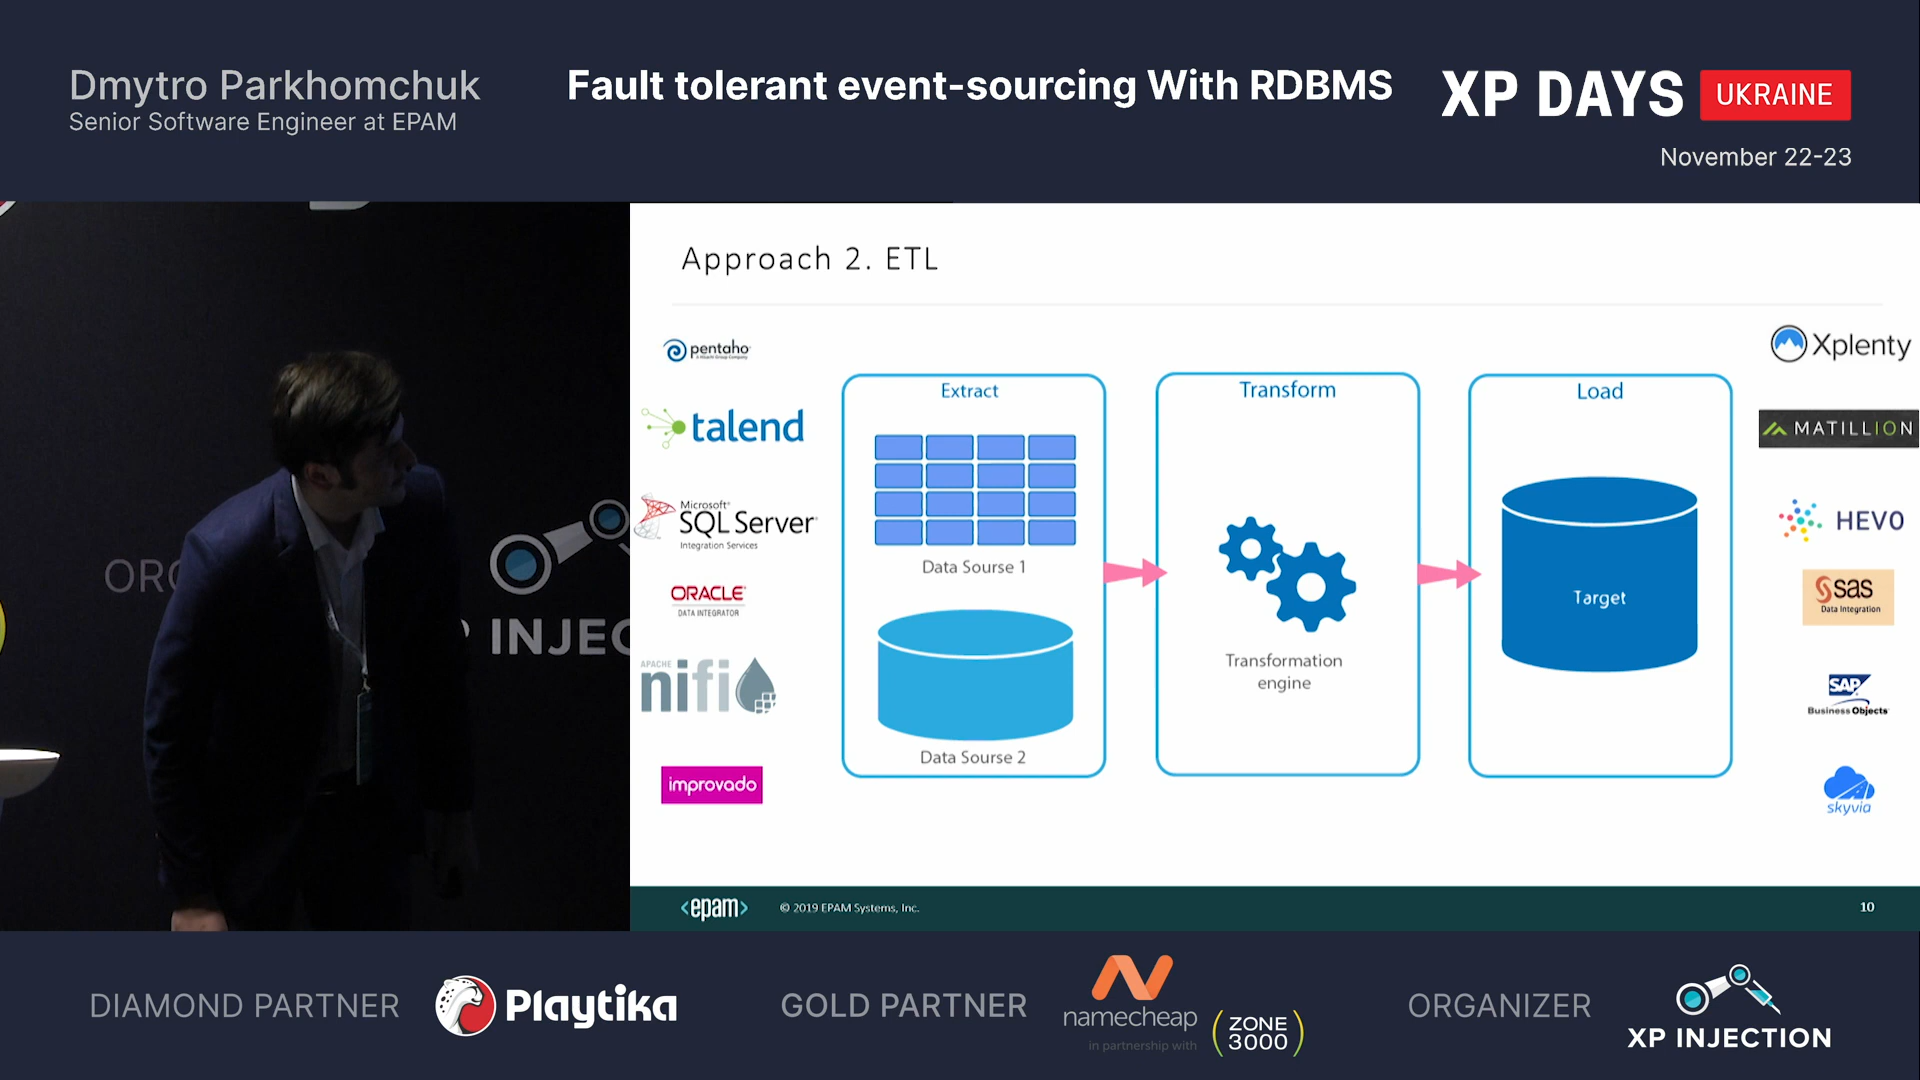 Dmytro Parkhomchuk
Senior Software Engineer at EPAM
Fault tolerant event-sourcing With RDBMS
XP DAYS UKRAINE
November 22-23
Approach 2. ETL
pentaho
talend
Microsoft
SQL Server
Integration Services
ORACLE
DATA INTEGRATOR
APACHE
nifi
improvado
Extract
Data Sourse 1
Data Sourse 2
Transform
Transformation
engine
Load
Target
Xplenty
MATILLION
HEVO
sas
Data Integration
SAP
Business Objects
skyvia
<epam>
© 2019 EPAM Systems, Inc.
10
INJEC
DIAMOND PARTNER
Playtika
GOLD PARTNER
namecheap
in partnership with
ZONE
3000
ORGANIZER
XP INJECTION